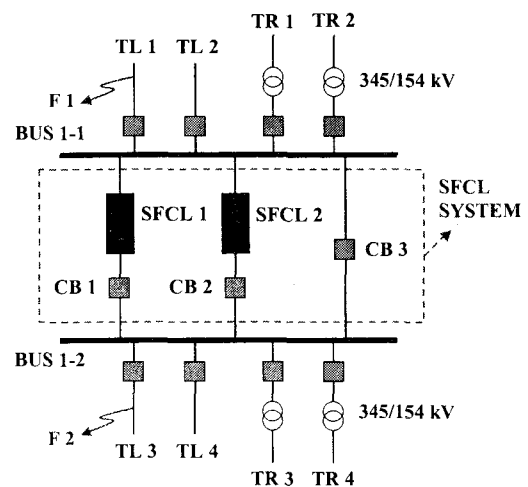 TR 1 TR 2
TL 1 TL 2
345/154 kV
F 1
BUS 1-1
SFCL
SYSTEM
SFCL 1 SFCL 2
CB 3
CB 1 CB 2
BUS 1-2
345/154 kV
F 2
TL 3 TL 4
TR 3 TR 4